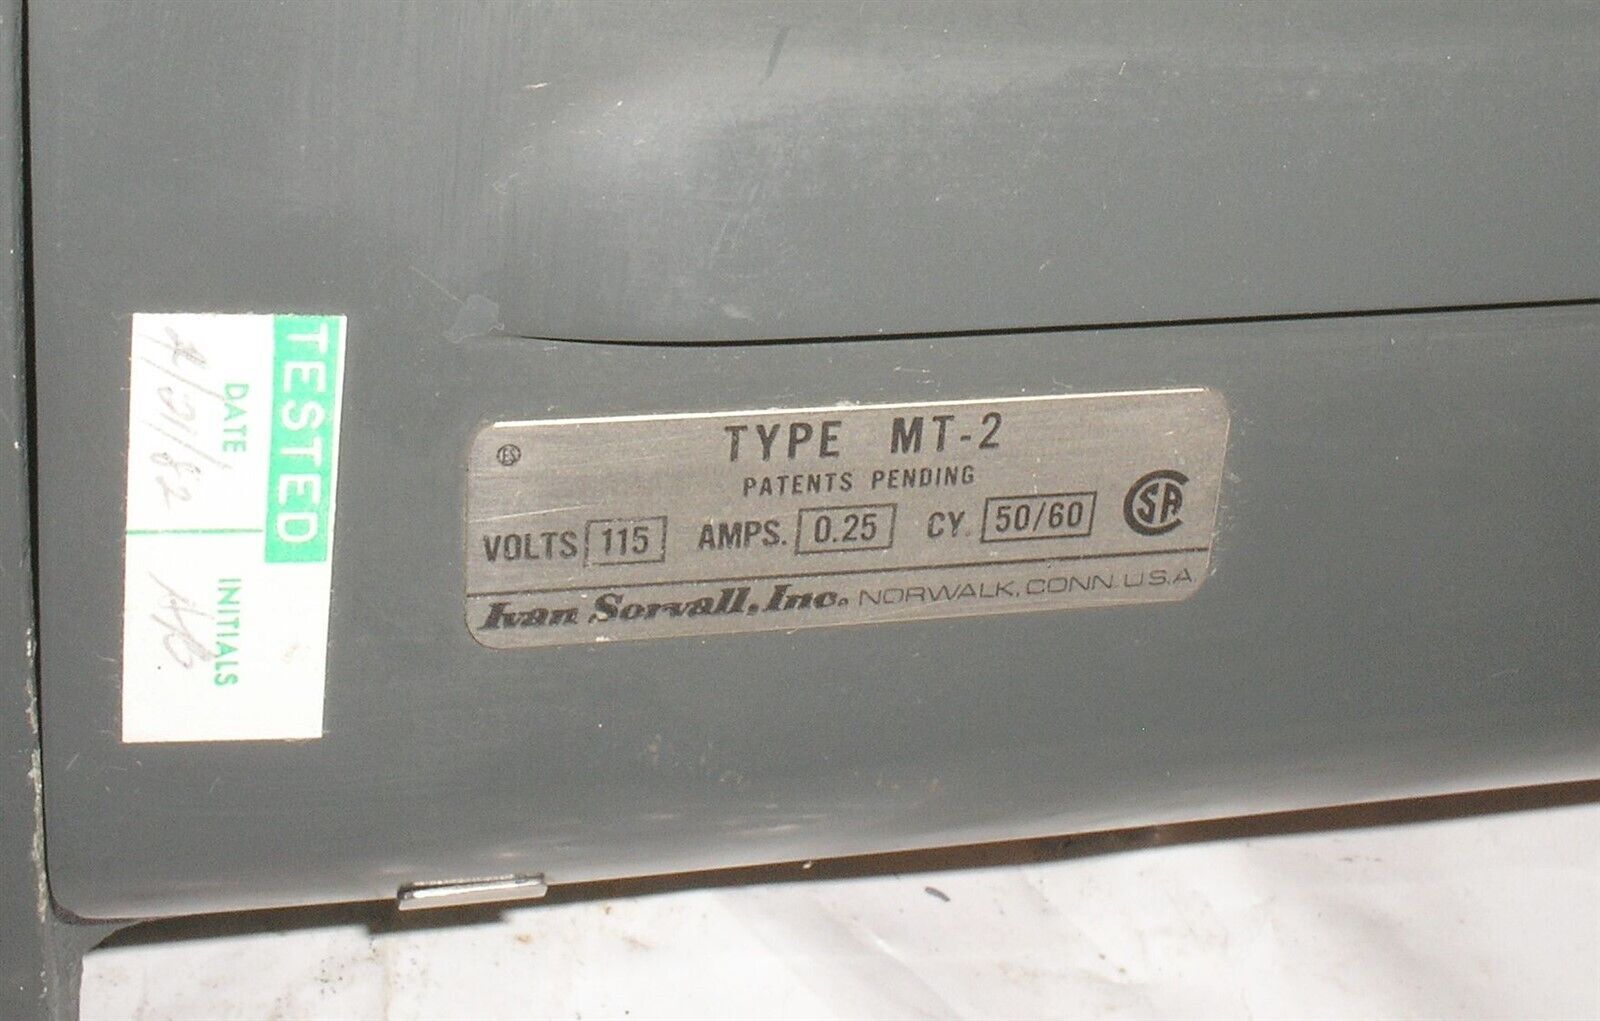 TESTED
DATE
INITIALS
TYPE MT-2
PATENTS PENDING
VOLTS 115 AMPS. 0.25 CY. 50/60 SA
Ivan Sorvall, Inc. NORWALK, CONN. U.S.A